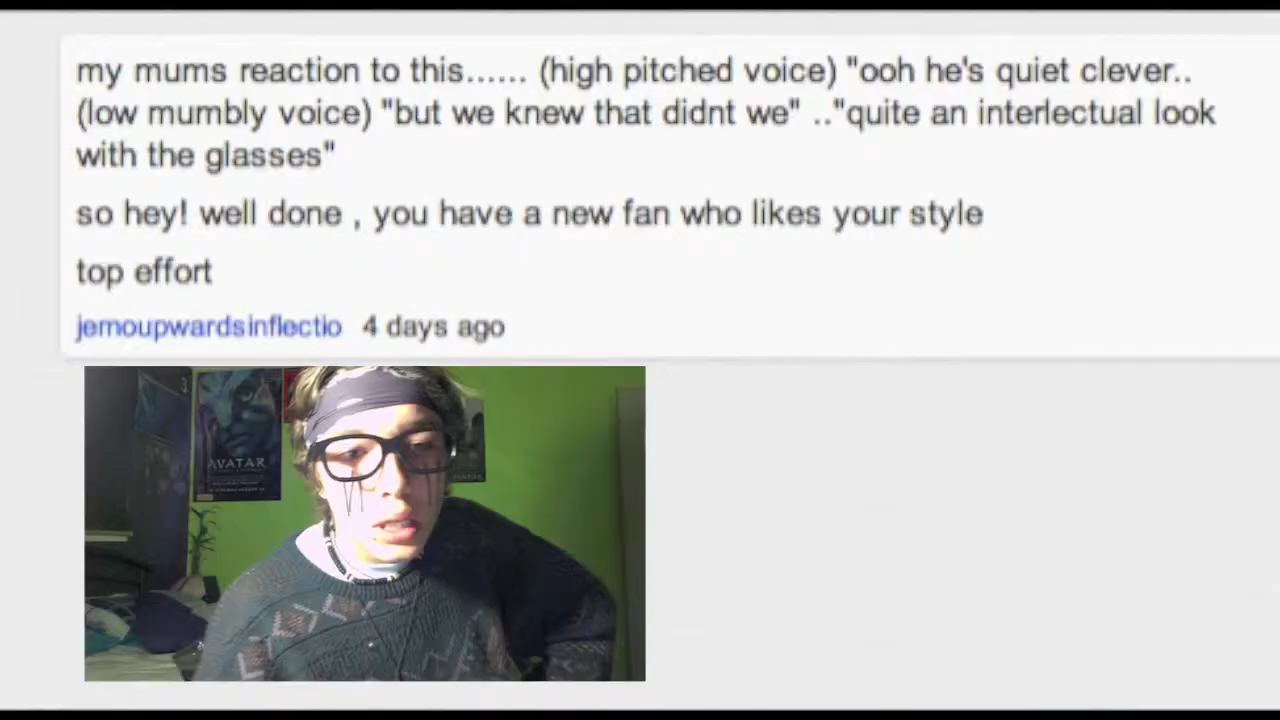 my mums reaction to this...... (high pitched voice) "ooh he's quiet clever..
(low mumbly voice) "but we knew that didnt we" .."quite an interlectual look
with the glasses"
so hey! well done , you have a new fan who likes your style
top effort
jemoupwardsinflectio 4 days ago
AVATAR